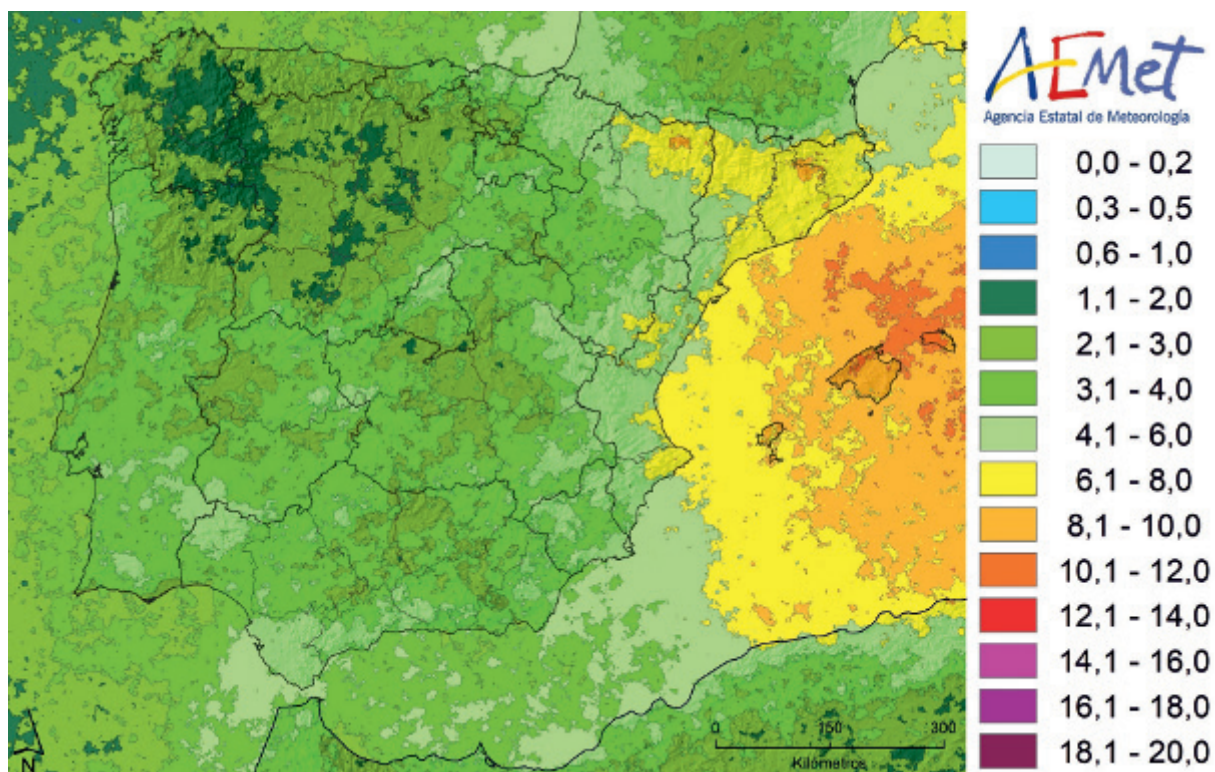 AEMet
Agencia Estatal de Meteorología
0,0 - 0,2
0,3 - 0,5
0,6 - 1,0
1,1 - 2,0
2,1 - 3,0
3,1 - 4,0
4,1 - 6,0
6,1 - 8,0
8,1 - 10,0
10,1 - 12,0
12,1 - 14,0
14,1 - 16,0
16,1 - 18,0
18,1 - 20,0
0 150 300
Kilómetros
N